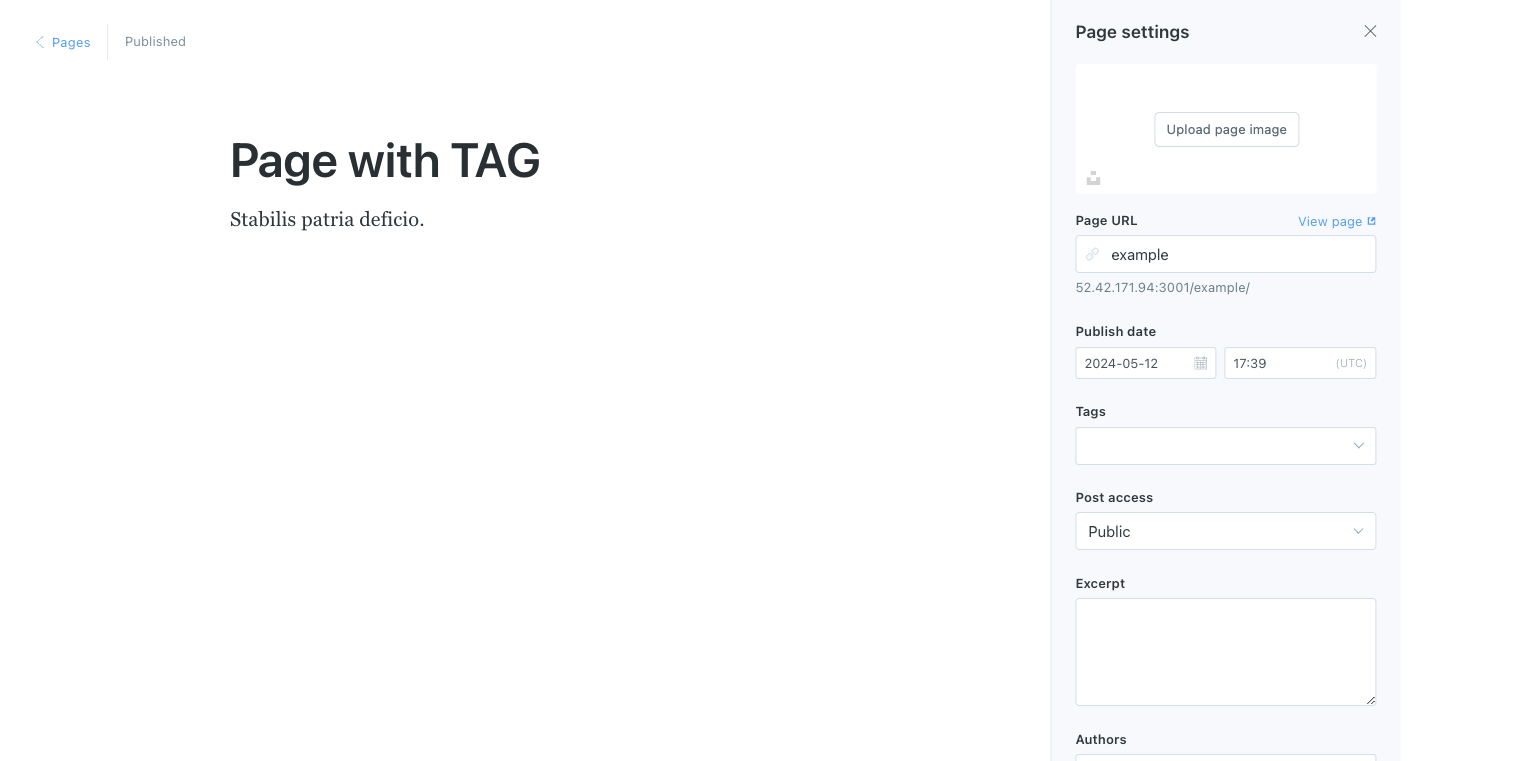 Pages
Published
Page with TAG
Stabilis patria deficio.
Page settings
Upload page image
Page URL
View page
example
52.42.171.94:3001/example/
Publish date
2024-05-12
17:39
(UTC)
Tags
Post access
Public
Excerpt
Authors